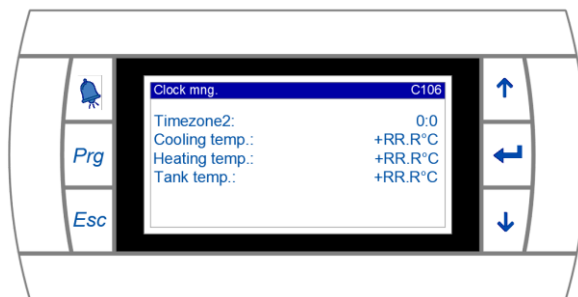 Clock mng. C106
Timezone2: 0:0
Cooling temp.: +RR.R°C
Heating temp.: +RR.R°C
Tank temp.: +RR.R°C
Prg
Esc